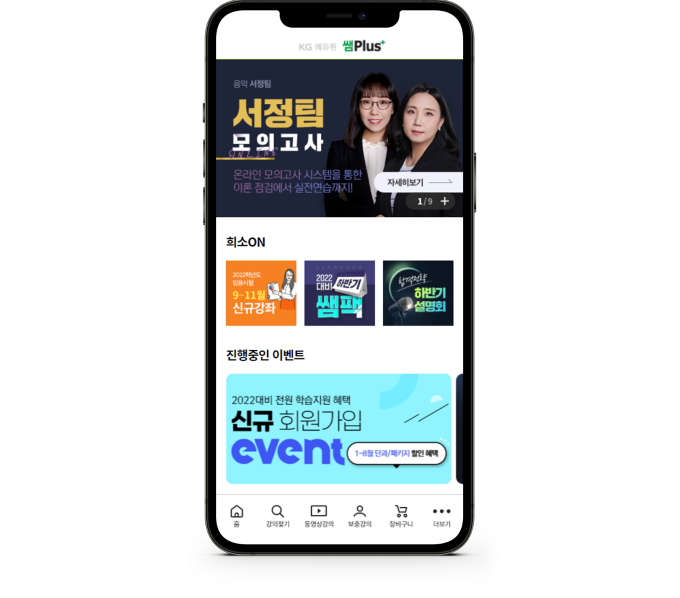 KG 에듀원 쌤Plus+
음악 서정팀
서정팀
모의고사
ONLINE
온라인 모의고사 시스템을 통한
이론 점검에서 실전연습까지!
자세히보기
1 / 9 +
희소ON
2022학년도
임용시험
9~11월
신규강좌
2022
대비
하반기
쌤팩
합격전략
하반기
설명회
진행중인 이벤트
2022대비 전원 학습지원 혜택
신규 회원가입
event
1~8월 단과/패키지 할인 혜택
홈
강의찾기
동영상강의
보충강의
장바구니
더보기